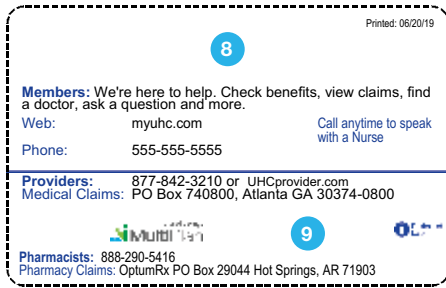 Printed: 06/20/19
8
Members: We're here to help. Check benefits, view claims, find
a doctor, ask a question and more.
Web: myuhc.com Call anytime to speak
with a Nurse
Phone: 555-555-5555
Providers: 877-842-3210 or UHCprovider.com
Medical Claims: PO Box 740800, Atlanta GA 30374-0800
9
Pharmacists: 888-290-5416
Pharmacy Claims: OptumRx PO Box 29044 Hot Springs, AR 71903